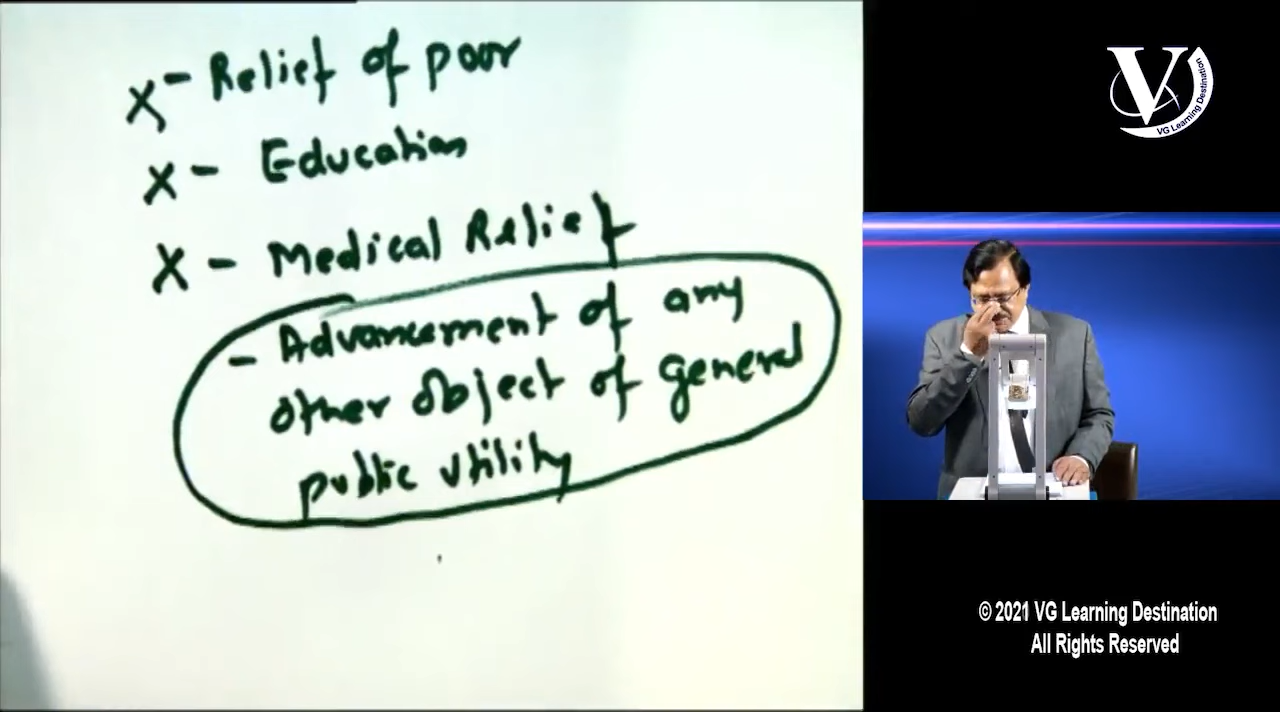 X - Relief of poor
X - Education
X - Medical Relief
- Advancement of any
other object of general
public utility
V
VG Learning Destination
© 2021 VG Learning Destination
All Rights Reserved